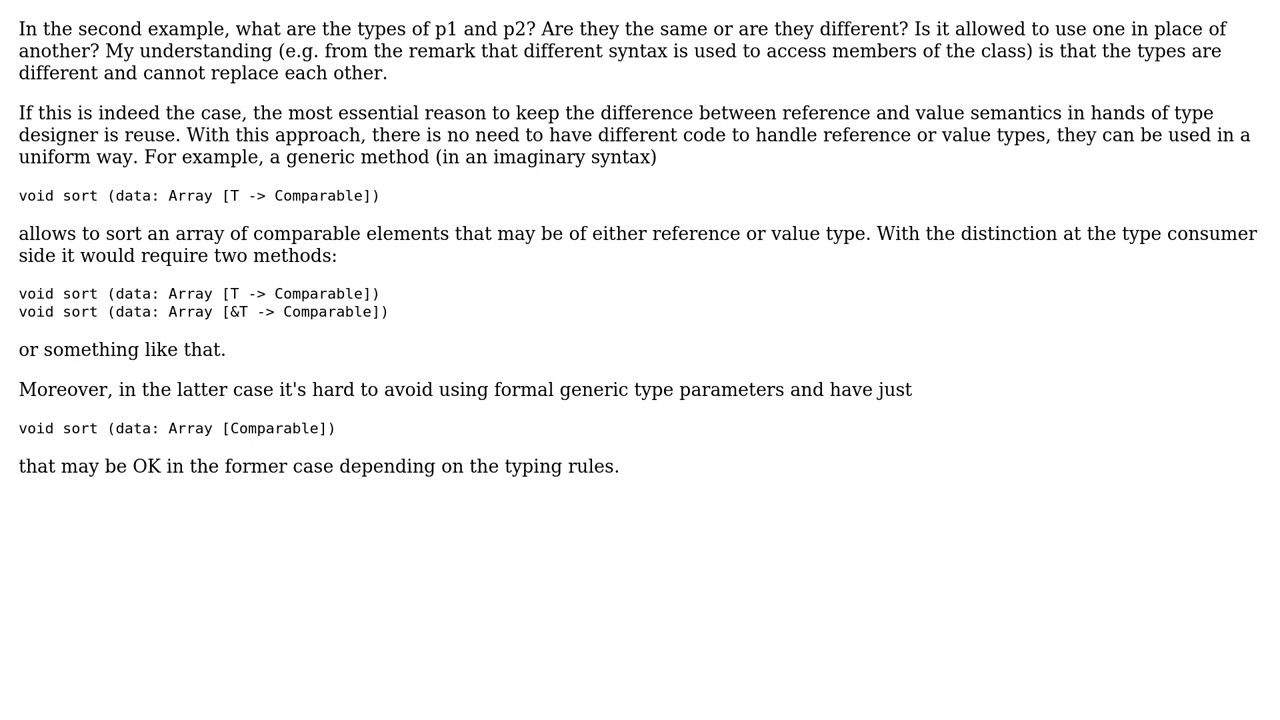 In the second example, what are the types of p1 and p2? Are they the same or are they different? Is it allowed to use one in place of
another? My understanding (e.g. from the remark that different syntax is used to access members of the class) is that the types are
different and cannot replace each other.
If this is indeed the case, the most essential reason to keep the difference between reference and value semantics in hands of type
designer is reuse. With this approach, there is no need to have different code to handle reference or value types, they can be used in a
uniform way. For example, a generic method (in an imaginary syntax)
void sort (data: Array [T -> Comparable])
allows to sort an array of comparable elements that may be of either reference or value type. With the distinction at the type consumer
side it would require two methods:
void sort (data: Array [T -> Comparable])
void sort (data: Array [&T -> Comparable])
or something like that.
Moreover, in the latter case it's hard to avoid using formal generic type parameters and have just
void sort (data: Array [Comparable])
that may be OK in the former case depending on the typing rules.